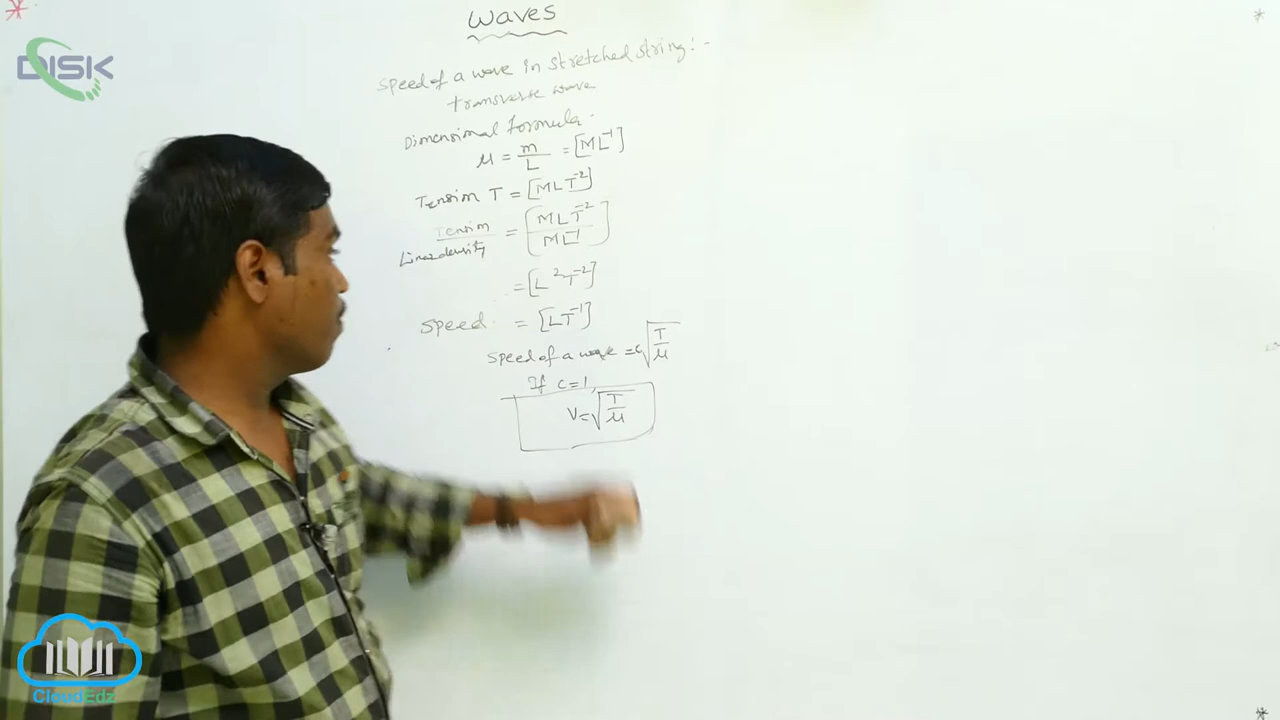 Waves
Speed of a wave in stretched string:-
transverse wave
Dimensional formula-
μ = m/L = [ML⁻¹]
Tension T = [MLT⁻²]
Tension/Linear density = [MLT⁻²/ML⁻¹]
= [L²T⁻²]
Speed = [LT⁻¹]
Speed of a wave = c√(T/μ)
If c=1,
V=√(T/μ)
DISK
CloudEdz